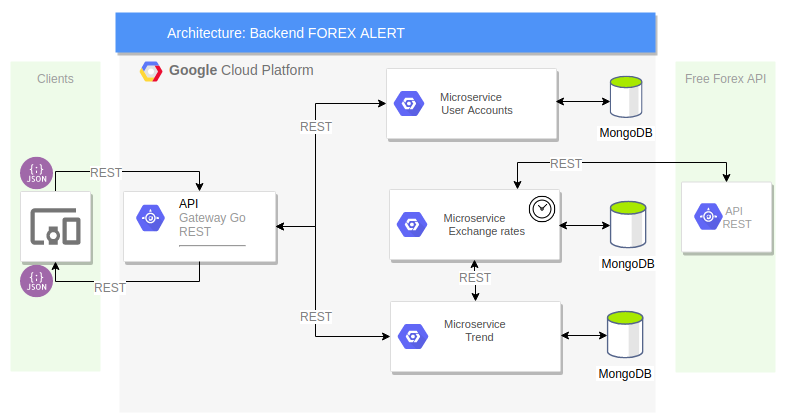 Architecture: Backend FOREX ALERT
Clients
Google Cloud Platform
Free Forex API
Microservice
User Accounts
MongoDB
REST
REST
{;}
JSON
REST
API
Gateway Go
REST
Microservice
Exchange rates
MongoDB
API
REST
{;}
JSON
REST
REST
REST
Microservice
Trend
MongoDB